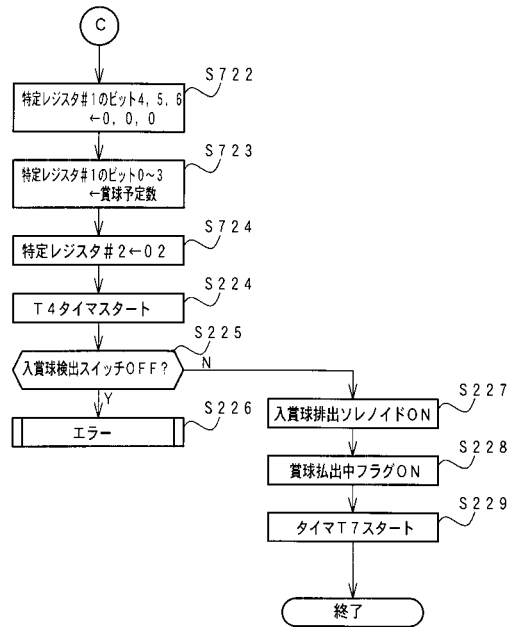 C
S722
特定レジスタ#1のビット4,5,6
←0,0,0
S723
特定レジスタ#1のビット0~3
←賞球予定数
S724
特定レジスタ#2←02
S224
T4タイマスタート
S225
入賞球検出スイッチOFF?
N
Y
S226
エラー
S227
入賞球排出ソレノイドON
S228
賞球払出中フラグON
S229
タイマT7スタート
終了